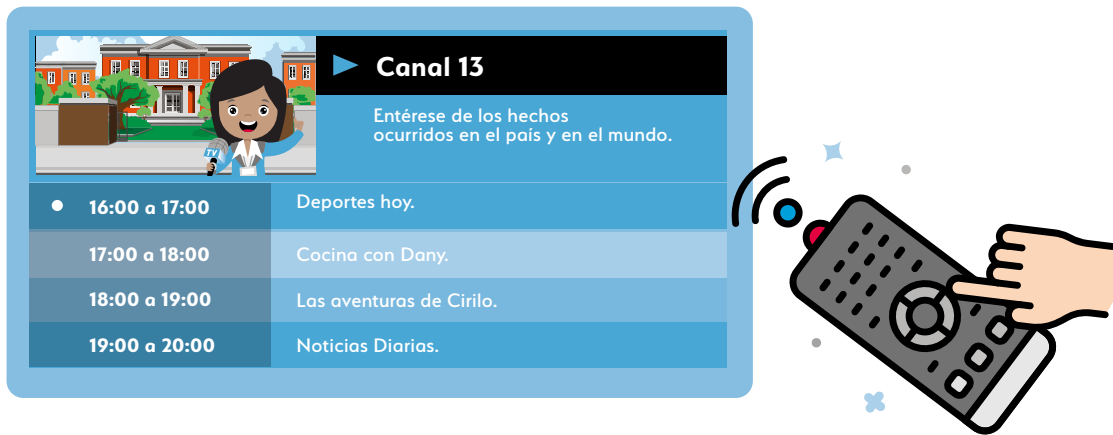 Canal 13
Entérese de los hechos
ocurridos en el país y en el mundo.
TV
16:00 a 17:00 Deportes hoy.
17:00 a 18:00 Cocina con Dany.
18:00 a 19:00 Las aventuras de Cirilo.
19:00 a 20:00 Noticias Diarias.